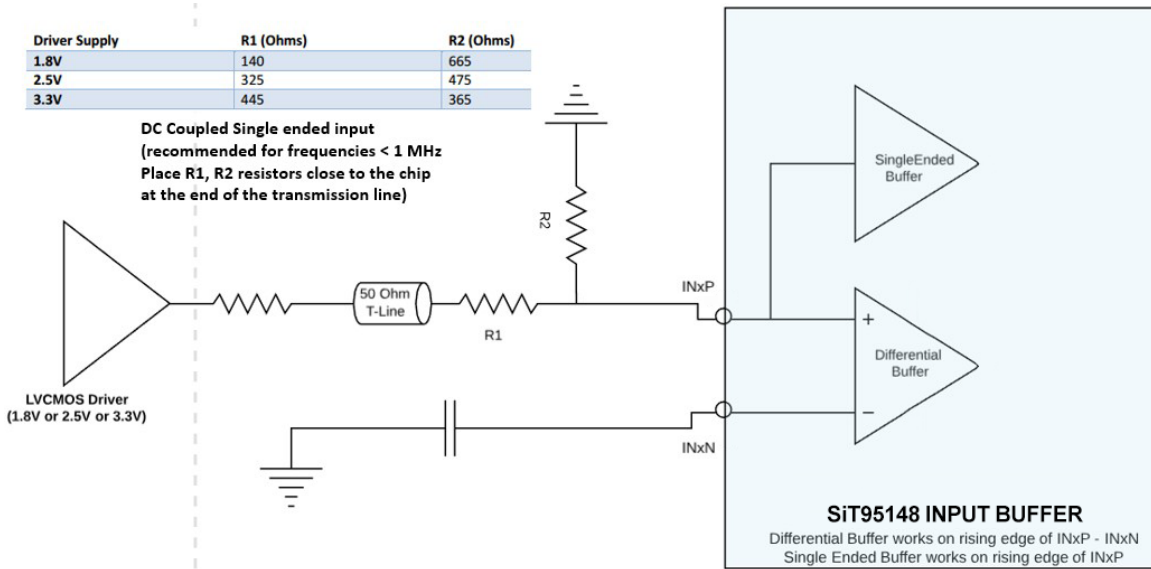 Driver Supply R1 (Ohms) R2 (Ohms)
1.8V 140 665
2.5V 325 475
3.3V 445 365
DC Coupled Single ended input
(recommended for frequencies < 1 MHz
Place R1, R2 resistors close to the chip
at the end of the transmission line)
SingleEnded
Buffer
R2
INxP
50 Ohm
T-Line
R1
+
Differential
Buffer
−
LVCMOS Driver
(1.8V or 2.5V or 3.3V)
INxN
SiT95148 INPUT BUFFER
Differential Buffer works on rising edge of INxP - INxN
Single Ended Buffer works on rising edge of INxP